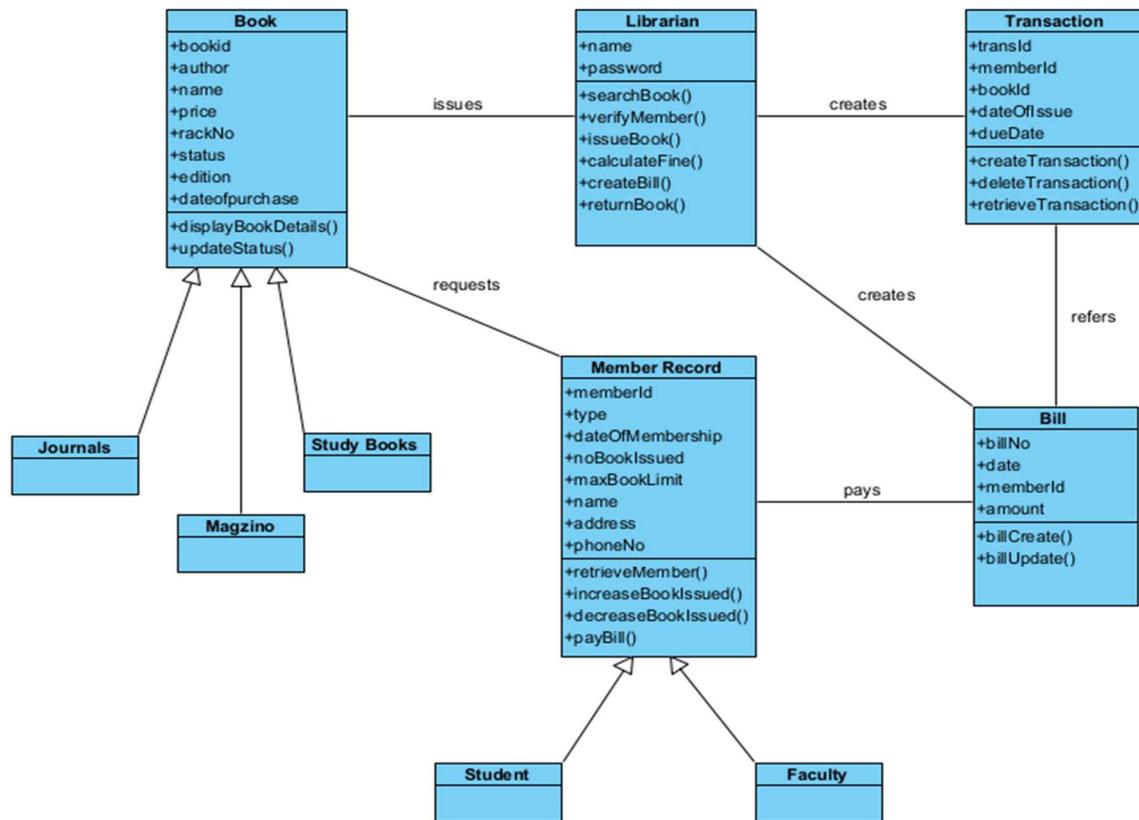 Book
+bookid
+author
+name
+price
+rackNo
+status
+edition
+dateofpurchase
+displayBookDetails()
+updateStatus()
issues
Librarian
+name
+password
+searchBook()
+verifyMember()
+issueBook()
+calculateFine()
+createBill()
+returnBook()
creates
Transaction
+transId
+memberId
+bookId
+dateOfIssue
+dueDate
+createTransaction()
+deleteTransaction()
+retrieveTransaction()
requests
creates
refers
Journals
Magzino
Study Books
Member Record
+memberId
+type
+dateOfMembership
+noBookIssued
+maxBookLimit
+name
+address
+phoneNo
+retrieveMember()
+increaseBookIssued()
+decreaseBookIssued()
+payBill()
pays
Bill
+billNo
+date
+memberId
+amount
+billCreate()
+billUpdate()
Student
Faculty